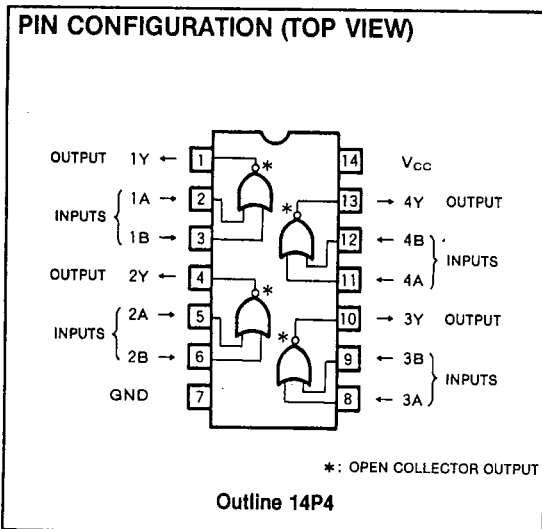 PIN CONFIGURATION (TOP VIEW)
OUTPUT 1Y ← 1
INPUTS { 1A → 2
1B → 3
OUTPUT 2Y ← 4
INPUTS { 2A → 5
2B → 6
GND 7
14 Vcc
13 → 4Y OUTPUT
12 ← 4B } INPUTS
11 ← 4A
10 → 3Y OUTPUT
9 ← 3B } INPUTS
8 ← 3A
* * * *
*: OPEN COLLECTOR OUTPUT
Outline 14P4